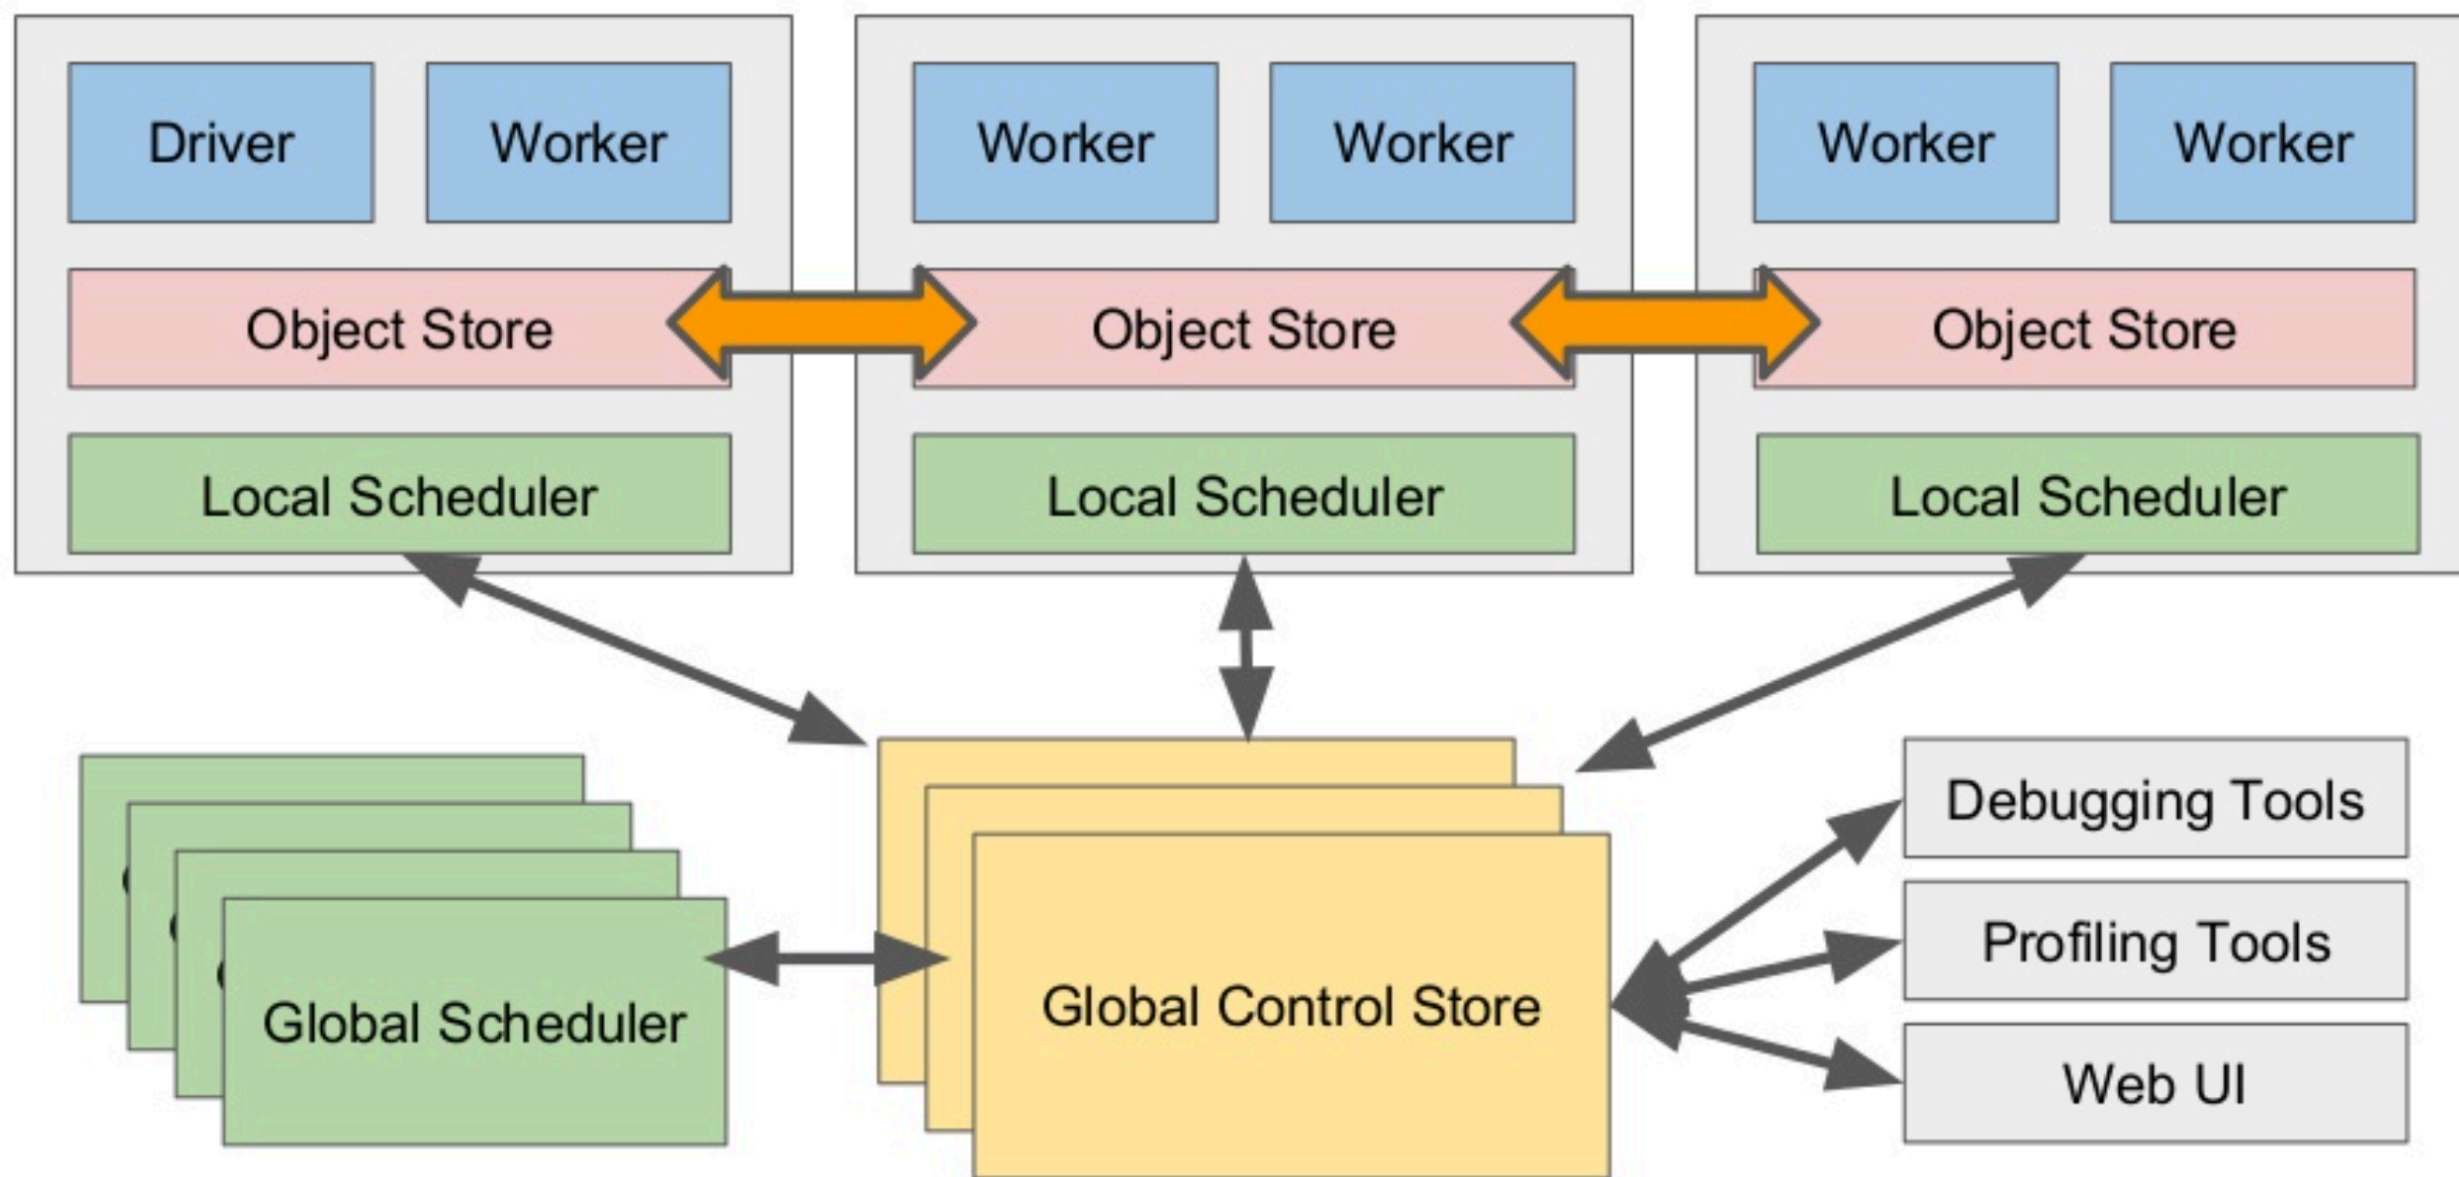 Driver
Worker
Worker
Worker
Worker
Worker
Object Store
Object Store
Object Store
Local Scheduler
Local Scheduler
Local Scheduler
Global Scheduler
Global Control Store
Debugging Tools
Profiling Tools
Web UI